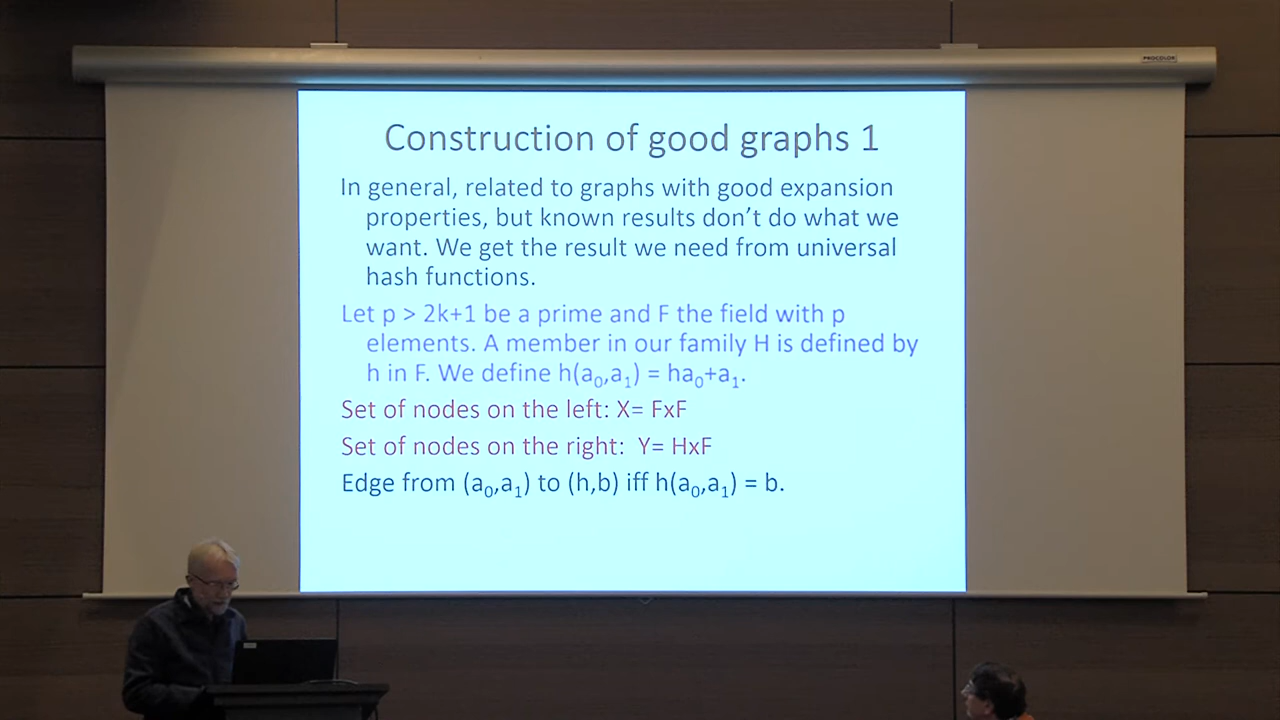 PROCOLOR
Construction of good graphs 1
In general, related to graphs with good expansion
properties, but known results don’t do what we
want. We get the result we need from universal
hash functions.
Let p > 2k+1 be a prime and F the field with p
elements. A member in our family H is defined by
h in F. We define h(a₀,a₁) = ha₀+a₁.
Set of nodes on the left: X= FxF
Set of nodes on the right: Y= HxF
Edge from (a₀,a₁) to (h,b) iff h(a₀,a₁) = b.